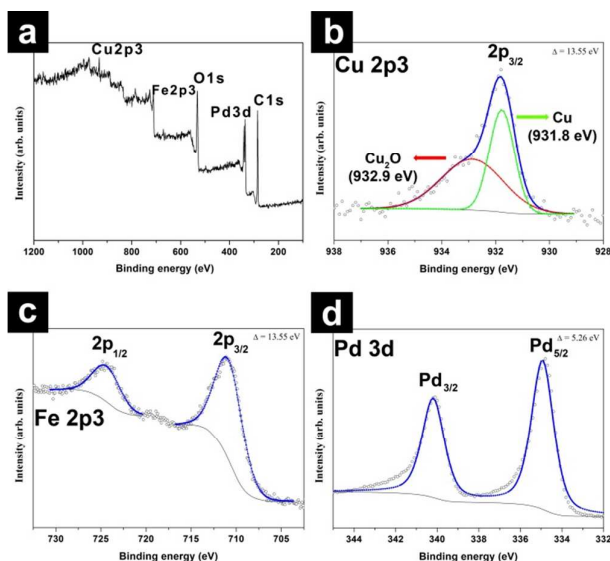 a
Cu2p3
Fe2p3
O1s
Pd3d
C1s
Intensity (arb. units)
1200 1000 800 600 400 200
Binding energy (eV)
b
2p3/2
Δ = 13.55 eV
Cu 2p3
Cu
(931.8 eV)
Cu2O
(932.9 eV)
Intensity (arb. units)
938 936 934 932 930 928
Binding energy (eV)
c
2p1/2
2p3/2
Δ = 13.55 eV
Fe 2p3
Intensity (arb. units)
730 725 720 715 710 705
Binding energy (eV)
d
Δ = 5.26 eV
Pd 3d
Pd5/2
Pd3/2
Intensity (arb. units)
344 342 340 338 336 334 332
Binding energy (eV)